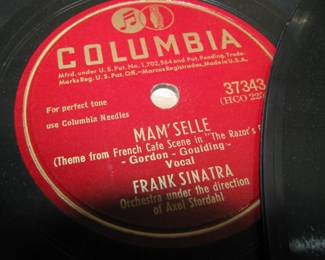 COLUMBIA
Mfrd. under U.S. Pat. No. 1,702,564 and Pat. Pending. Trade-
Marks Reg. U.S. Pat. Off.-Marcas Registradas. Made in U.S.A.
For perfect tone
use Columbia Needles
37343
(HCO
MAM'SELLE
(Theme from French Cafe Scene in "The Razor's
- Gordon - Goulding -
Vocal
FRANK SINATRA
Orchestra under the direction
of Axel Stordahl